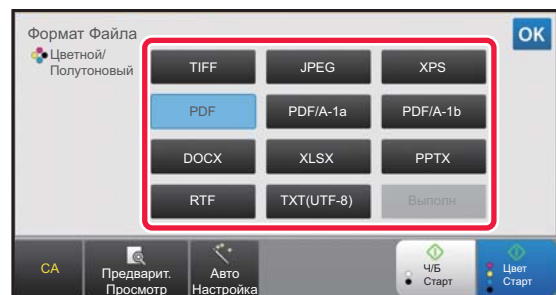 Формат Файла
OK
Цветной/
Полутоновый
TIFF
JPEG
XPS
PDF
PDF/A-1a
PDF/A-1b
DOCX
XLSX
PPTX
RTF
TXT(UTF-8)
Выполн
CA
Предварит.
Просмотр
Авто
Настройка
Ч/Б
Старт
Цвет
Старт